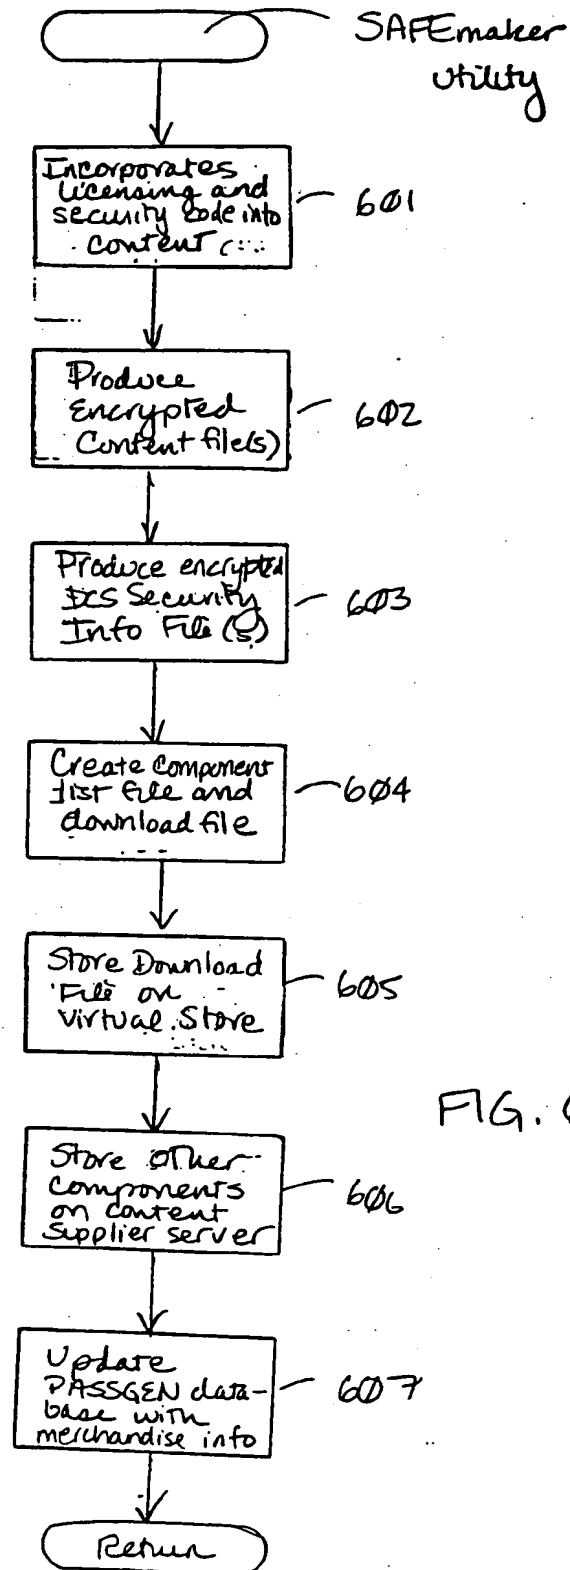 SAFEmaker
utility
Incorporates
licensing and
security code into
content
601
Produce
Encrypted
Content file(s)
602
Produce encrypted
DCS Security
Info File(s)
603
Create component
list file and
download file
604
Store Download
File on
Virtual Store
605
FIG.
Store other
components
on content
supplier server
606
Update
PASSGEN data-
base with
merchandise info
607
Return